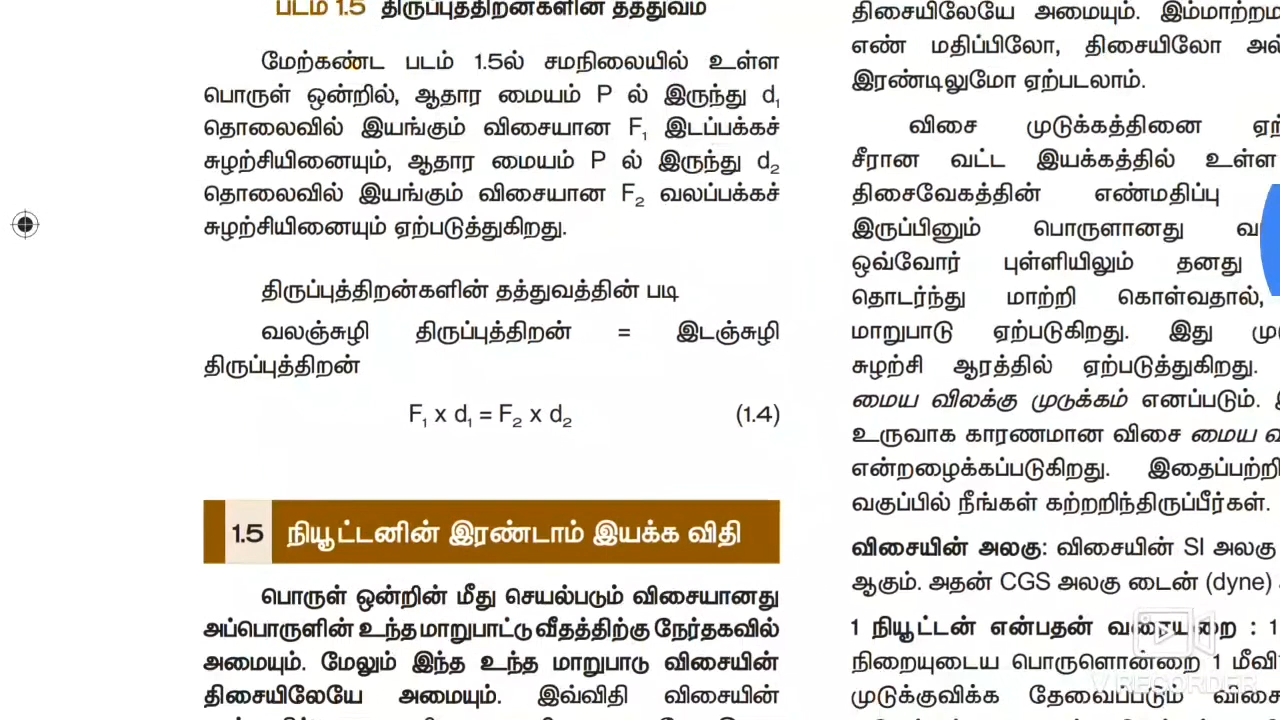 படம் 1.5 திருப்புத்திறன்களின் தத்துவம்
மேற்கண்ட படம் 1.5ல் சமநிலையில் உள்ள
பொருள் ஒன்றில், ஆதார மையம் P ல் இருந்து d₁
தொலைவில் இயங்கும் விசையான F₁ இடப்பக்கச்
சுழற்சியினையும், ஆதார மையம் P ல் இருந்து d₂
தொலைவில் இயங்கும் விசையான F₂ வலப்பக்கச்
சுழற்சியினையும் ஏற்படுத்துகிறது.
திருப்புத்திறன்களின் தத்துவத்தின் படி
வலஞ்சுழி திருப்புத்திறன் = இடஞ்சுழி
திருப்புத்திறன்
F₁ x d₁ = F₂ x d₂ (1.4)
1.5 நியூட்டனின் இரண்டாம் இயக்க விதி
பொருள் ஒன்றின் மீது செயல்படும் விசையானது
அப்பொருளின் உந்த மாறுபாட்டு வீதத்திற்கு நேர்தகவில்
அமையும். மேலும் இந்த உந்த மாறுபாடு விசையின்
திசையிலேயே அமையும். இவ்விதி விசையின்
திசையிலேயே அமையும்.
எண் மதிப்பிலோ, திசையிலோ
இரண்டிலுமோ ஏற்படலாம்.
விசை முடுக்கத்தினை
சீரான வட்ட இயக்கத்தில் உள்ள
திசைவேகத்தின் எண்மதிப்பு
இருப்பினும் பொருளானது
ஒவ்வோர் புள்ளியிலும் தனது
தொடர்ந்து மாற்றி கொள்வதால்,
மாறுபாடு ஏற்படுகிறது. இது
சுழற்சி ஆரத்தில் ஏற்படுத்துகிறது.
மைய விலக்கு முடுக்கம் எனப்படும்.
உருவாக காரணமான விசை மைய
என்றழைக்கப்படுகிறது.
வகுப்பில் நீங்கள் கற்றறிந்திருப்பீர்கள்.
விசையின் அலகு: விசையின் SI அலகு
ஆகும். அதன் CGS அலகு டைன் (dyne)
1 நியூட்டன் என்பதன் வரையறை : 1
நிறையுடைய பொருளொன்றை 1
முடுக்குவிக்க தேவைப்படும்
V RECORDER